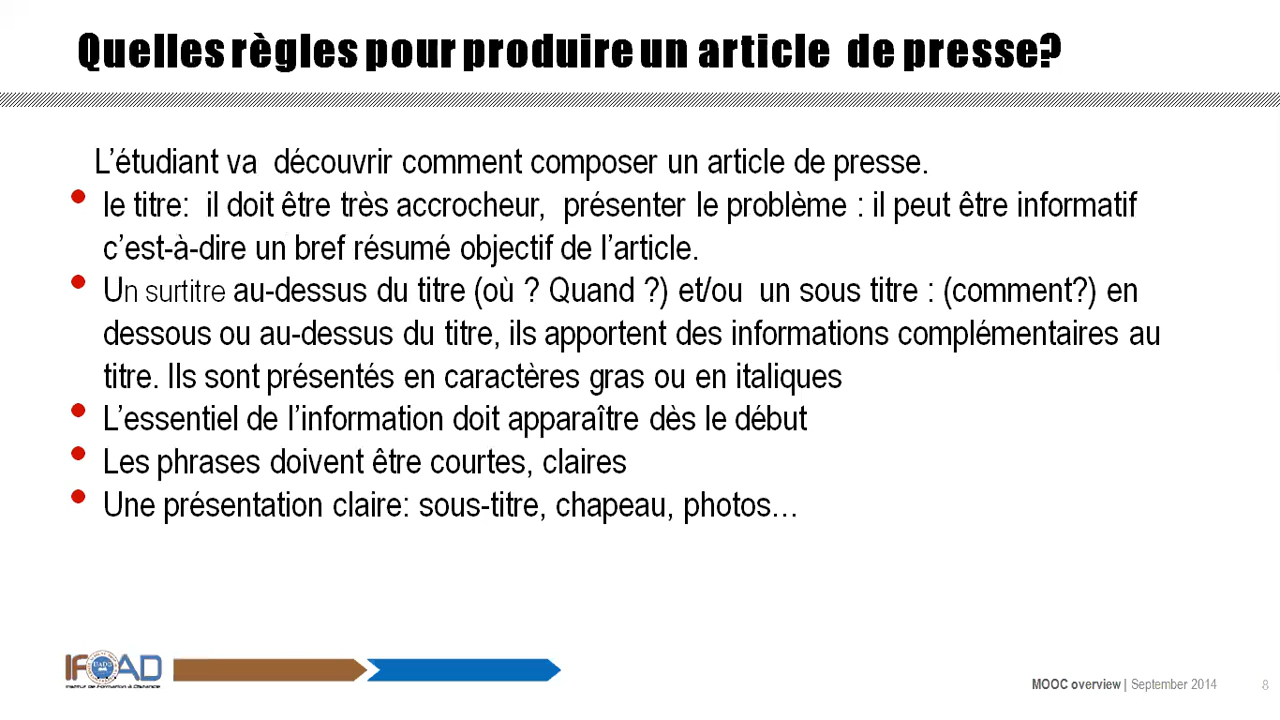 Quelles règles pour produire un article de presse?
L’étudiant va découvrir comment composer un article de presse.
• le titre: il doit être très accrocheur, présenter le problème : il peut être informatif
c’est-à-dire un bref résumé objectif de l’article.
• Un surtitre au-dessus du titre (où ? Quand ?) et/ou un sous titre : (comment?) en
dessous ou au-dessus du titre, ils apportent des informations complémentaires au
titre. Ils sont présentés en caractères gras ou en italiques
• L’essentiel de l’information doit apparaître dès le début
• Les phrases doivent être courtes, claires
• Une présentation claire: sous-titre, chapeau, photos…
IFOAD
Institut de Formation à Distance
MOOC overview | September 2014 8